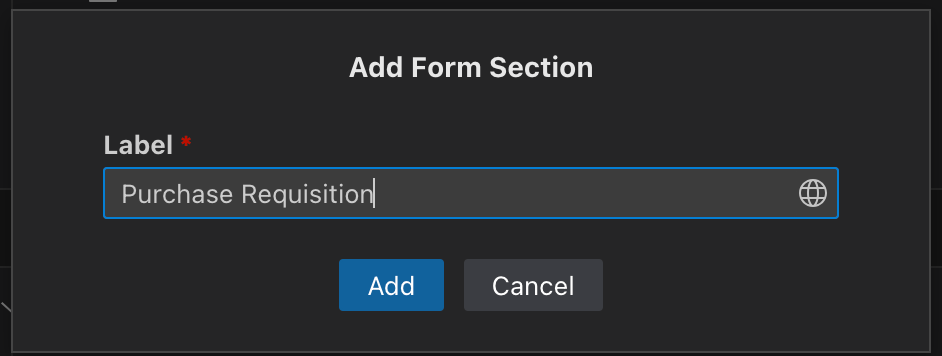 Add Form Section
Label *
Purchase Requisition
Add
Cancel